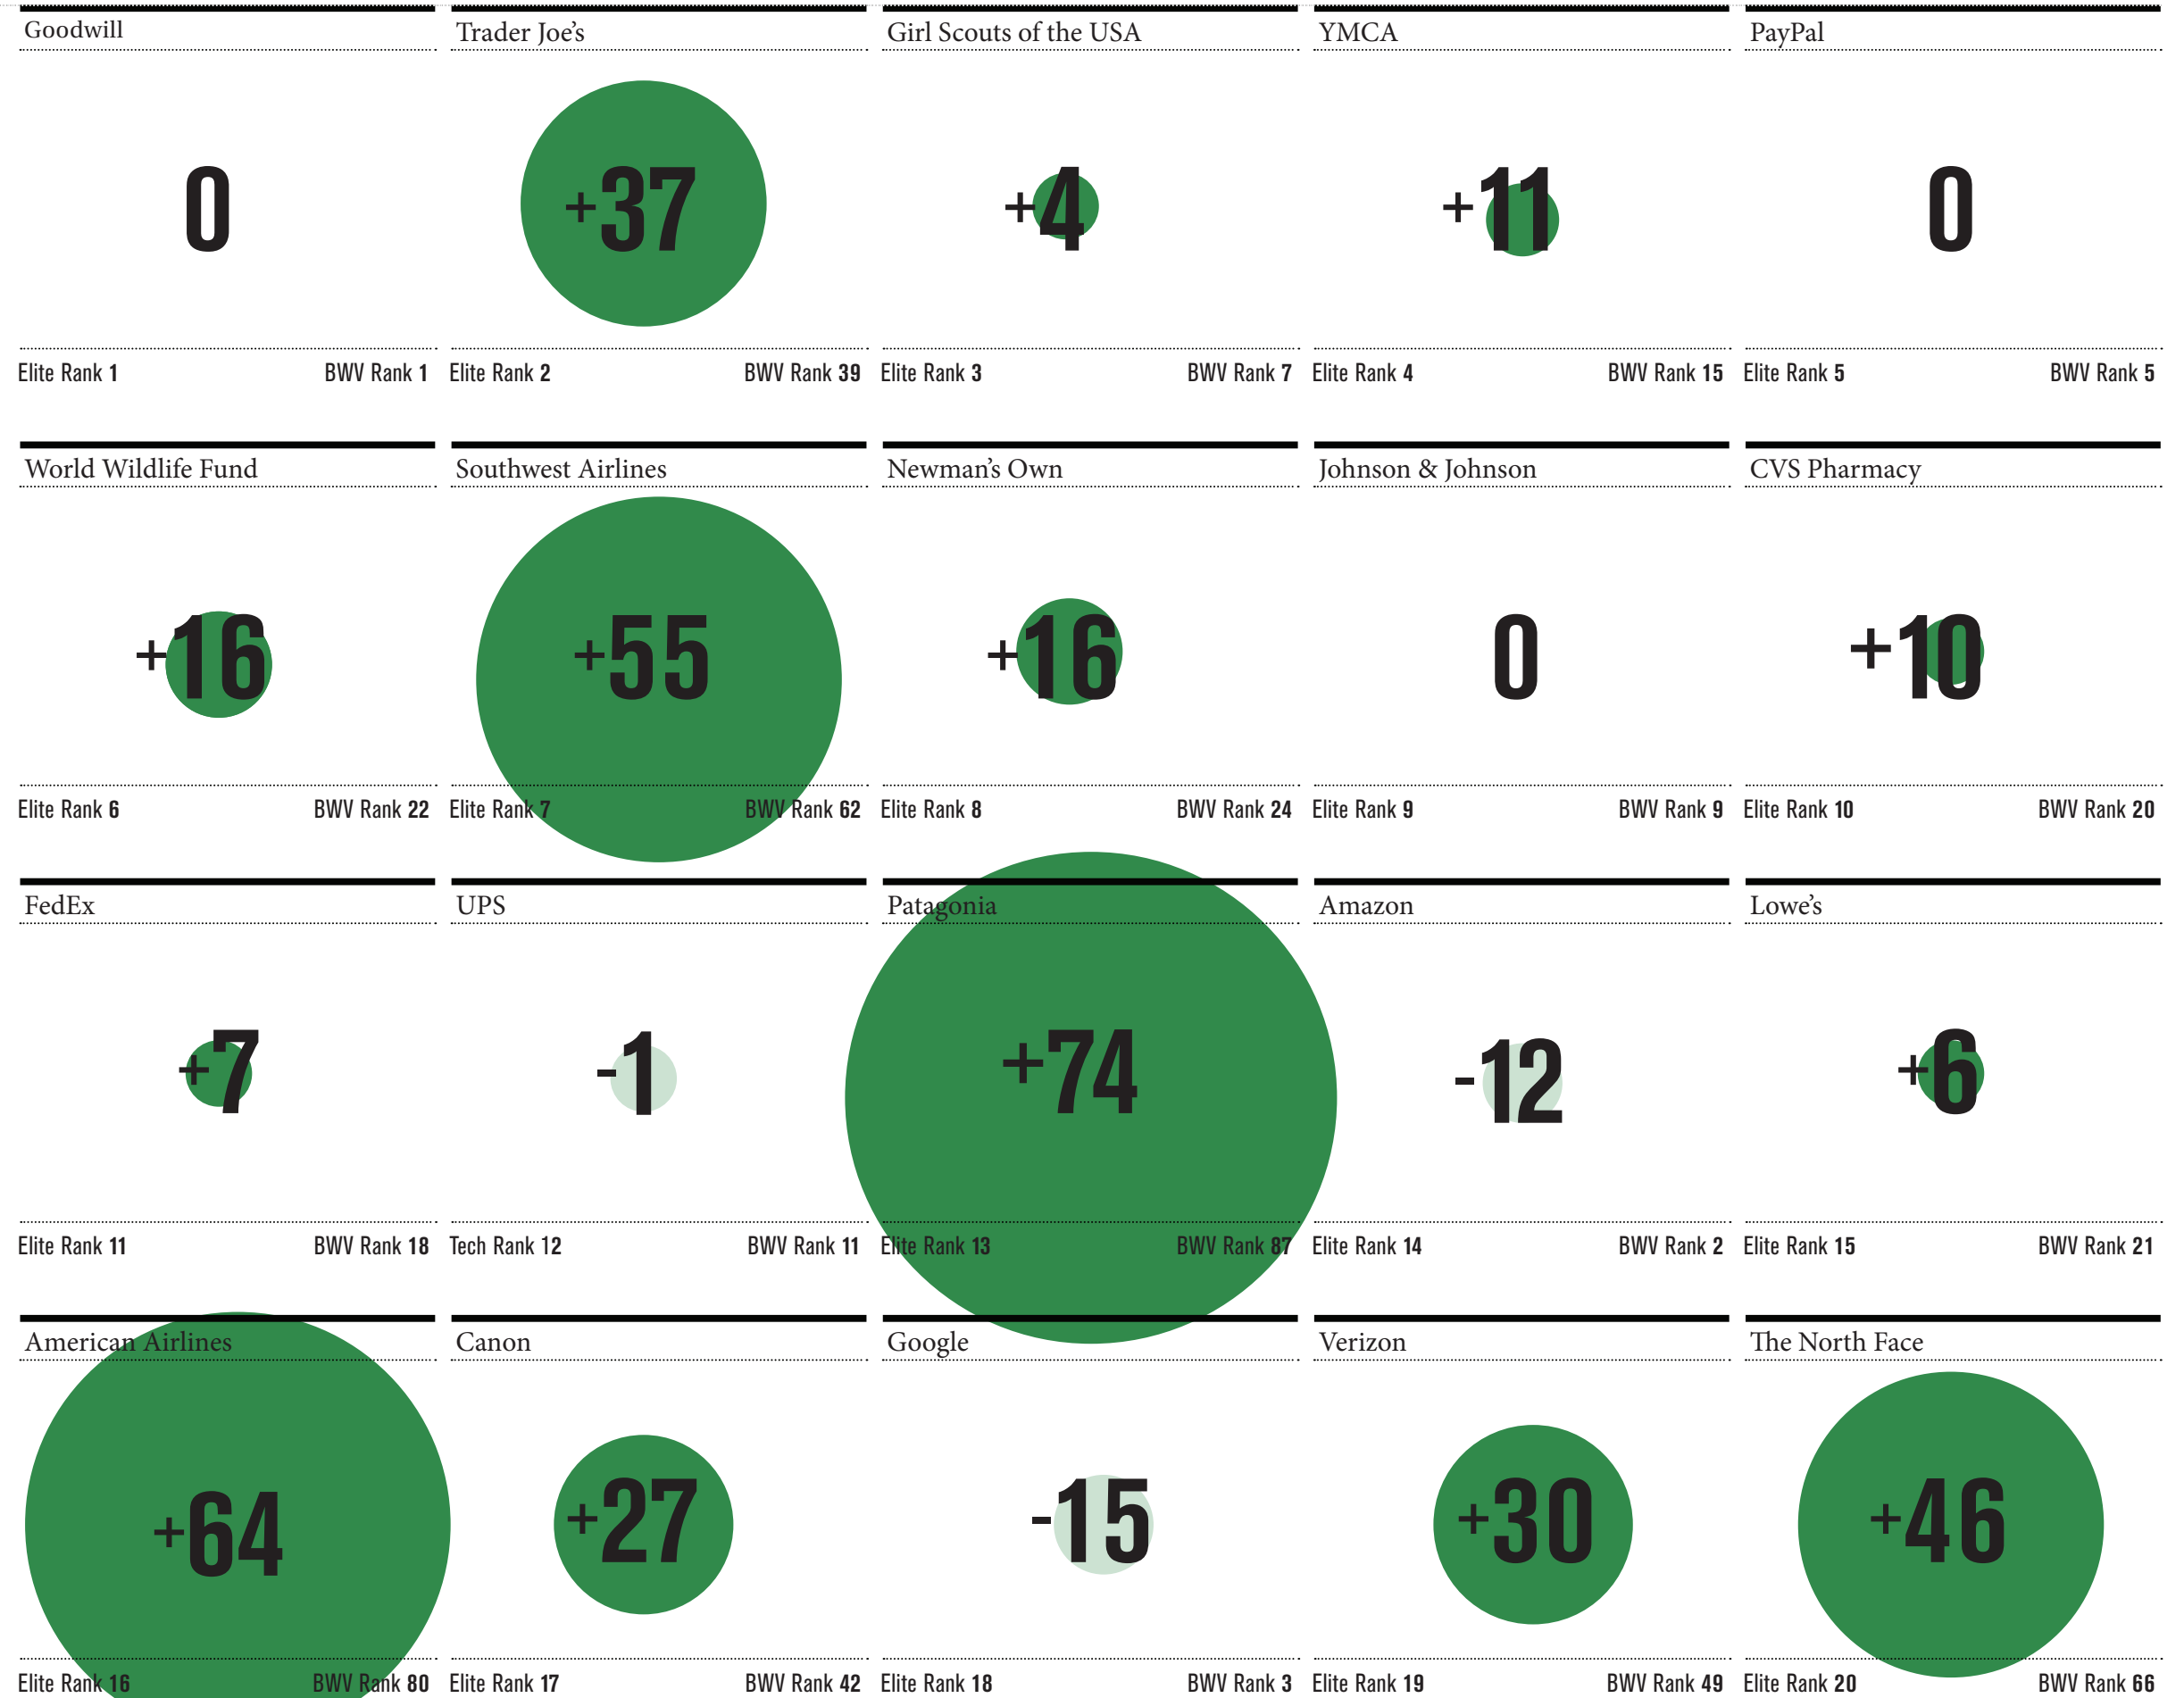 Goodwill
Trader Joe's
Girl Scouts of the USA
YMCA
PayPal
0
+37
+4
+11
0
Elite Rank 1 BWV Rank 1
Elite Rank 2 BWV Rank 39
Elite Rank 3 BWV Rank 7
Elite Rank 4 BWV Rank 15
Elite Rank 5 BWV Rank 5
World Wildlife Fund
Southwest Airlines
Newman's Own
Johnson & Johnson
CVS Pharmacy
+16
+55
+16
0
+10
Elite Rank 6 BWV Rank 22
Elite Rank 7 BWV Rank 62
Elite Rank 8 BWV Rank 24
Elite Rank 9 BWV Rank 9
Elite Rank 10 BWV Rank 20
FedEx
UPS
Patagonia
Amazon
Lowe's
+7
-1
+74
-12
+6
Elite Rank 11 BWV Rank 18
Tech Rank 12 BWV Rank 11
Elite Rank 13 BWV Rank 87
Elite Rank 14 BWV Rank 2
Elite Rank 15 BWV Rank 21
American Airlines
Canon
Google
Verizon
The North Face
+64
+27
-15
+30
+46
Elite Rank 16 BWV Rank 80
Elite Rank 17 BWV Rank 42
Elite Rank 18 BWV Rank 3
Elite Rank 19 BWV Rank 49
Elite Rank 20 BWV Rank 66